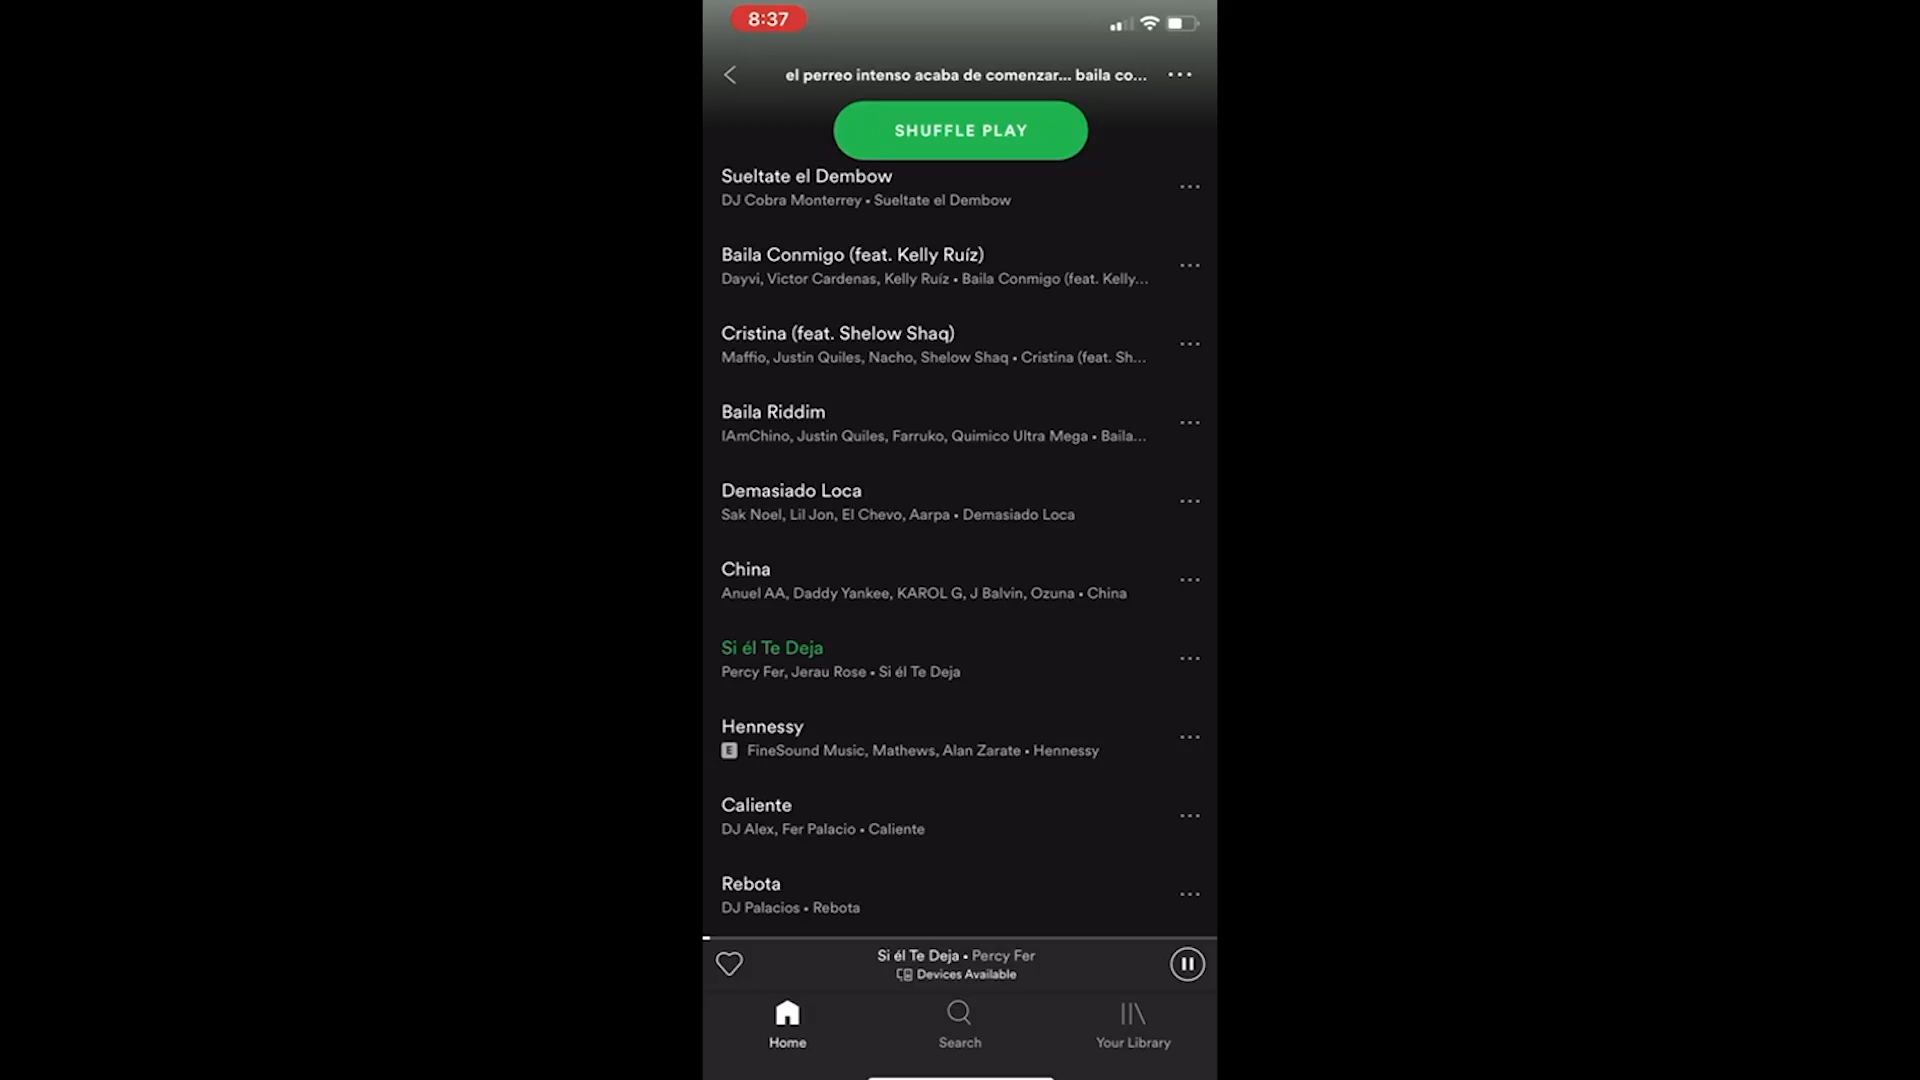 8:37
el perreo intenso acaba de comenzar... baila co...
SHUFFLE PLAY
Sueltate el Dembow
DJ Cobra Monterrey • Sueltate el Dembow
Baila Conmigo (feat. Kelly Ruíz)
Dayvi, Victor Cardenas, Kelly Ruíz • Baila Conmigo (feat. Kelly...
Cristina (feat. Shelow Shaq)
Maffio, Justin Quiles, Nacho, Shelow Shaq • Cristina (feat. Sh...
Baila Riddim
IAmChino, Justin Quiles, Farruko, Quimico Ultra Mega • Baila...
Demasiado Loca
Sak Noel, Lil Jon, El Chevo, Aarpa • Demasiado Loca
China
Anuel AA, Daddy Yankee, KAROL G, J Balvin, Ozuna • China
Si él Te Deja
Percy Fer, Jerau Rose • Si él Te Deja
Hennessy
E FineSound Music, Mathews, Alan Zarate • Hennessy
Caliente
DJ Alex, Fer Palacio • Caliente
Rebota
DJ Palacios • Rebota
Si él Te Deja • Percy Fer
Devices Available
Home Search Your Library